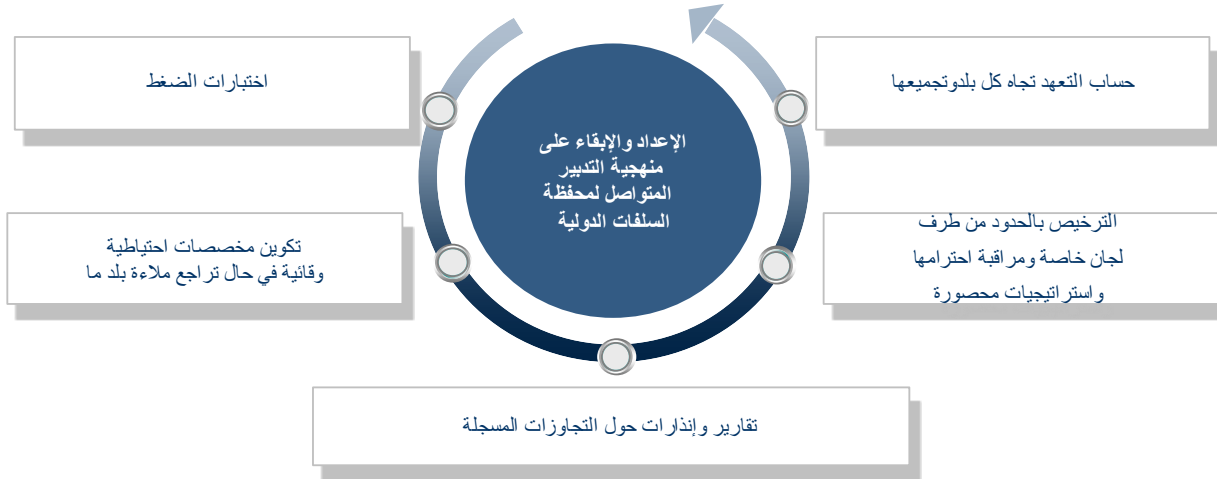 حساب التعهد تجاه كل بلدوتجميعها
اختبارات الضغط
الإعداد والإبقاء على
منهجية التدبير
المتواصل لمحفظة
السلفات الدولية
الترخيص بالحدود من طرف
لجان خاصة ومراقبة احترامها
واستراتيجيات محصورة
تكوين مخصصات احتياطية
وقائية في حال تراجع ملاءة بلد ما
تقارير وإنذارات حول التجاوزات المسجلة